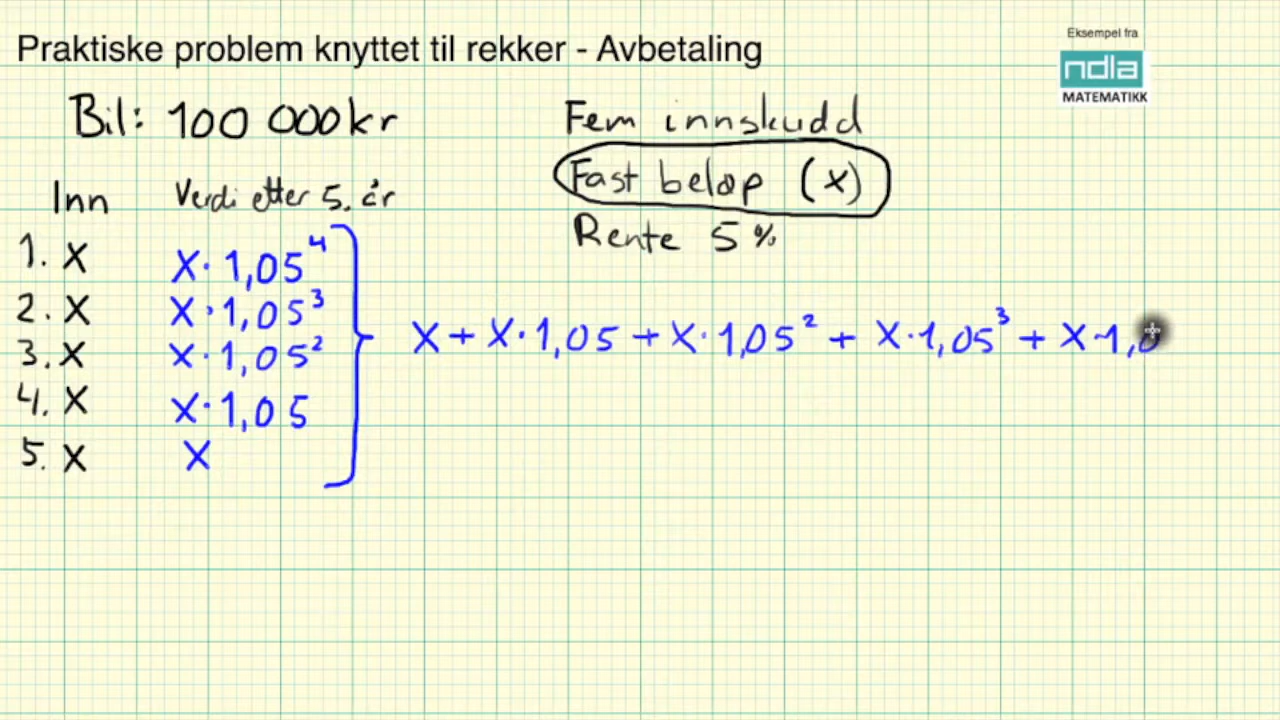 Praktiske problem knyttet til rekker - Avbetaling
Eksempel fra
ndla
MATEMATIKK
Bil: 100 000 kr
Fem innskudd
Fast beløp (x)
Rente 5 %
Inn Verdi etter 5. år
1. X X · 1,05⁴
2. X X · 1,05³
3. X X · 1,05²
4. X X · 1,05
5. X X
X + X · 1,05 + X · 1,05² + X · 1,05³ + X · 1,0